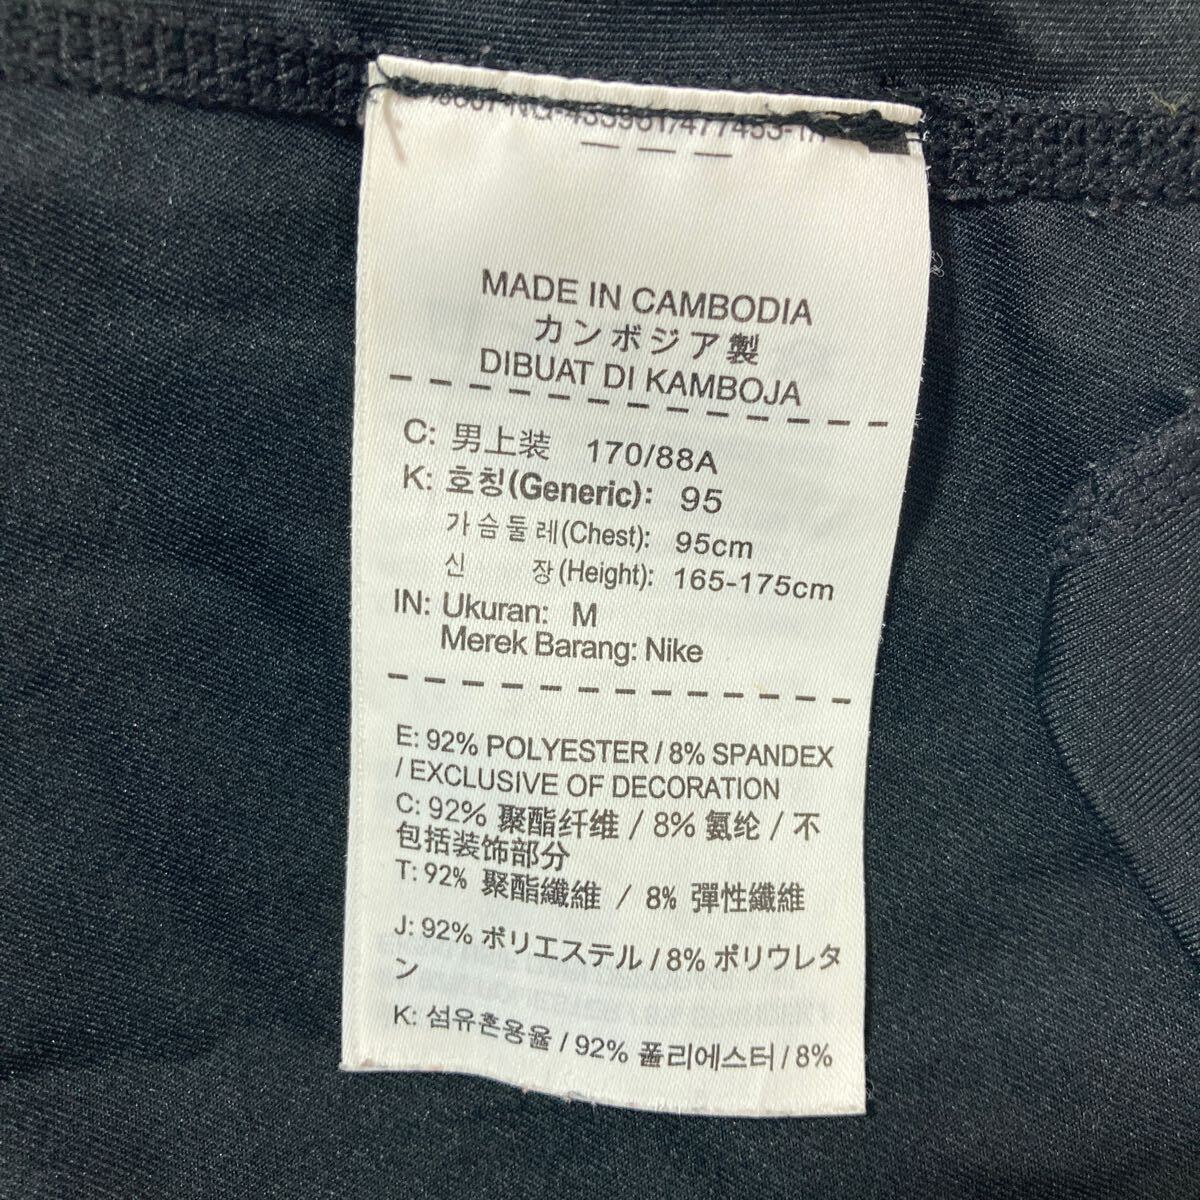 MADE IN CAMBODIA
カンボジア製
DIBUAT DI KAMBOJA
C: 男上装 170/88A
K: 호칭(Generic): 95
가슴둘레(Chest): 95cm
신 장(Height): 165-175cm
IN: Ukuran: M
Merek Barang: Nike
E: 92% POLYESTER / 8% SPANDEX
/ EXCLUSIVE OF DECORATION
C: 92% 聚酯纤维 / 8% 氨纶 / 不
包括装饰部分
T: 92% 聚酯纖維 / 8% 彈性纖維
J: 92% ポリエステル / 8% ポリウレタ
ン
K: 섬유혼용율 / 92% 폴리에스터 / 8%